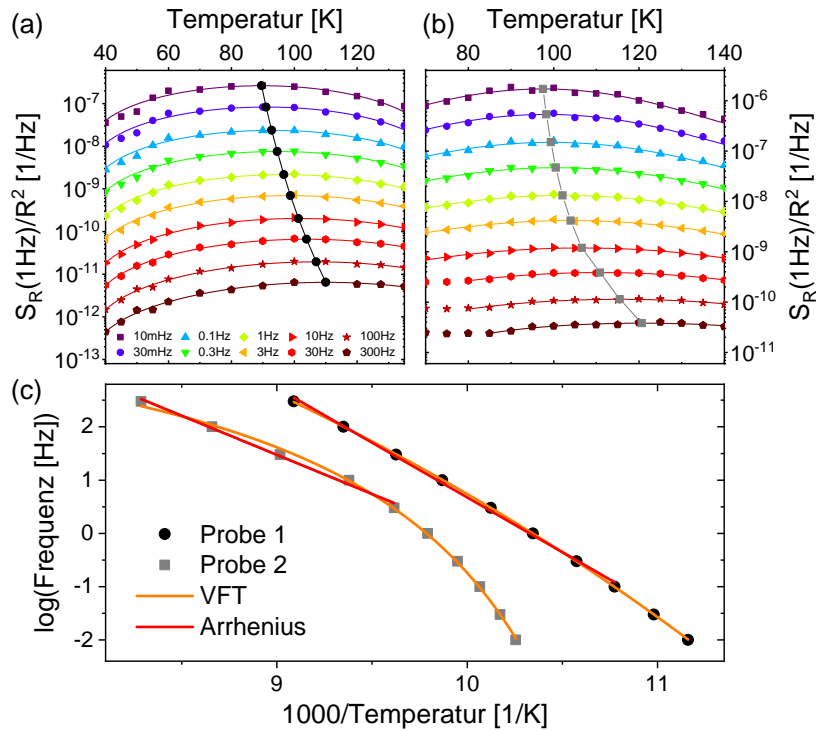 (a)
Temperatur [K]
40 60 80 100 120
S_R(1Hz)/R² [1/Hz]
10⁻⁷
10⁻⁸
10⁻⁹
10⁻¹⁰
10⁻¹¹
10⁻¹²
10⁻¹³
10mHz 0.1Hz 1Hz 10Hz 100Hz
30mHz 0.3Hz 3Hz 30Hz 300Hz
(b)
Temperatur [K]
80 100 120 140
10⁻⁶
10⁻⁷
10⁻⁸
10⁻⁹
10⁻¹⁰
10⁻¹¹
S_R(1Hz)/R² [1/Hz]
(c)
log(Frequenz [Hz])
2
1
0
-1
-2
Probe 1
Probe 2
VFT
Arrhenius
9 10 11
1000/Temperatur [1/K]